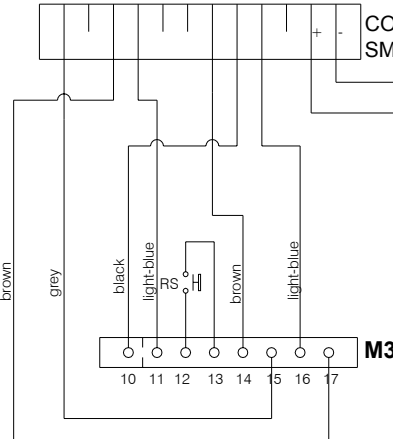 CO
SM
+ -
brown
grey
black
light-blue
RS
brown
light-blue
M3
10 11 12 13 14 15 16 17